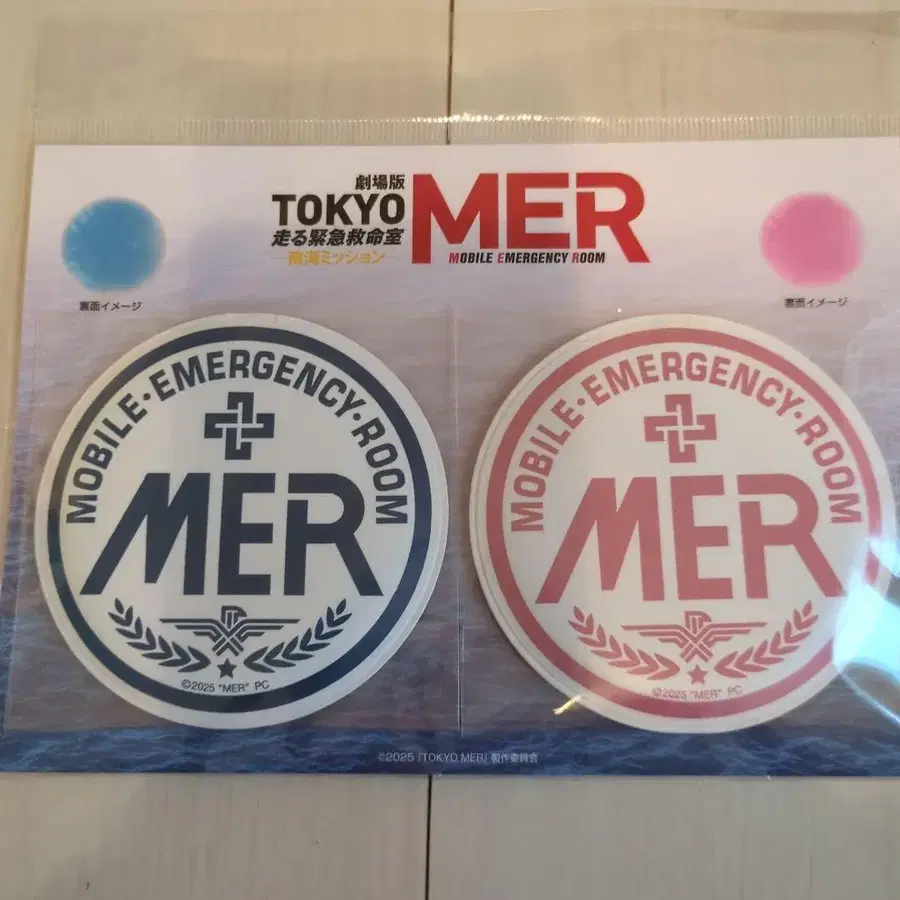 劇場版
TOKYO MER
走る緊急救命室
南海ミッション
MOBILE EMERGENCY ROOM
裏面イメージ
裏面イメージ
MOBILE・EMERGENCY・ROOM
MER
©2025 "MER" PC
MOBILE・EMERGENCY・ROOM
MER
©2025 "MER" PC
©2025『TOKYO MER』製作委員会